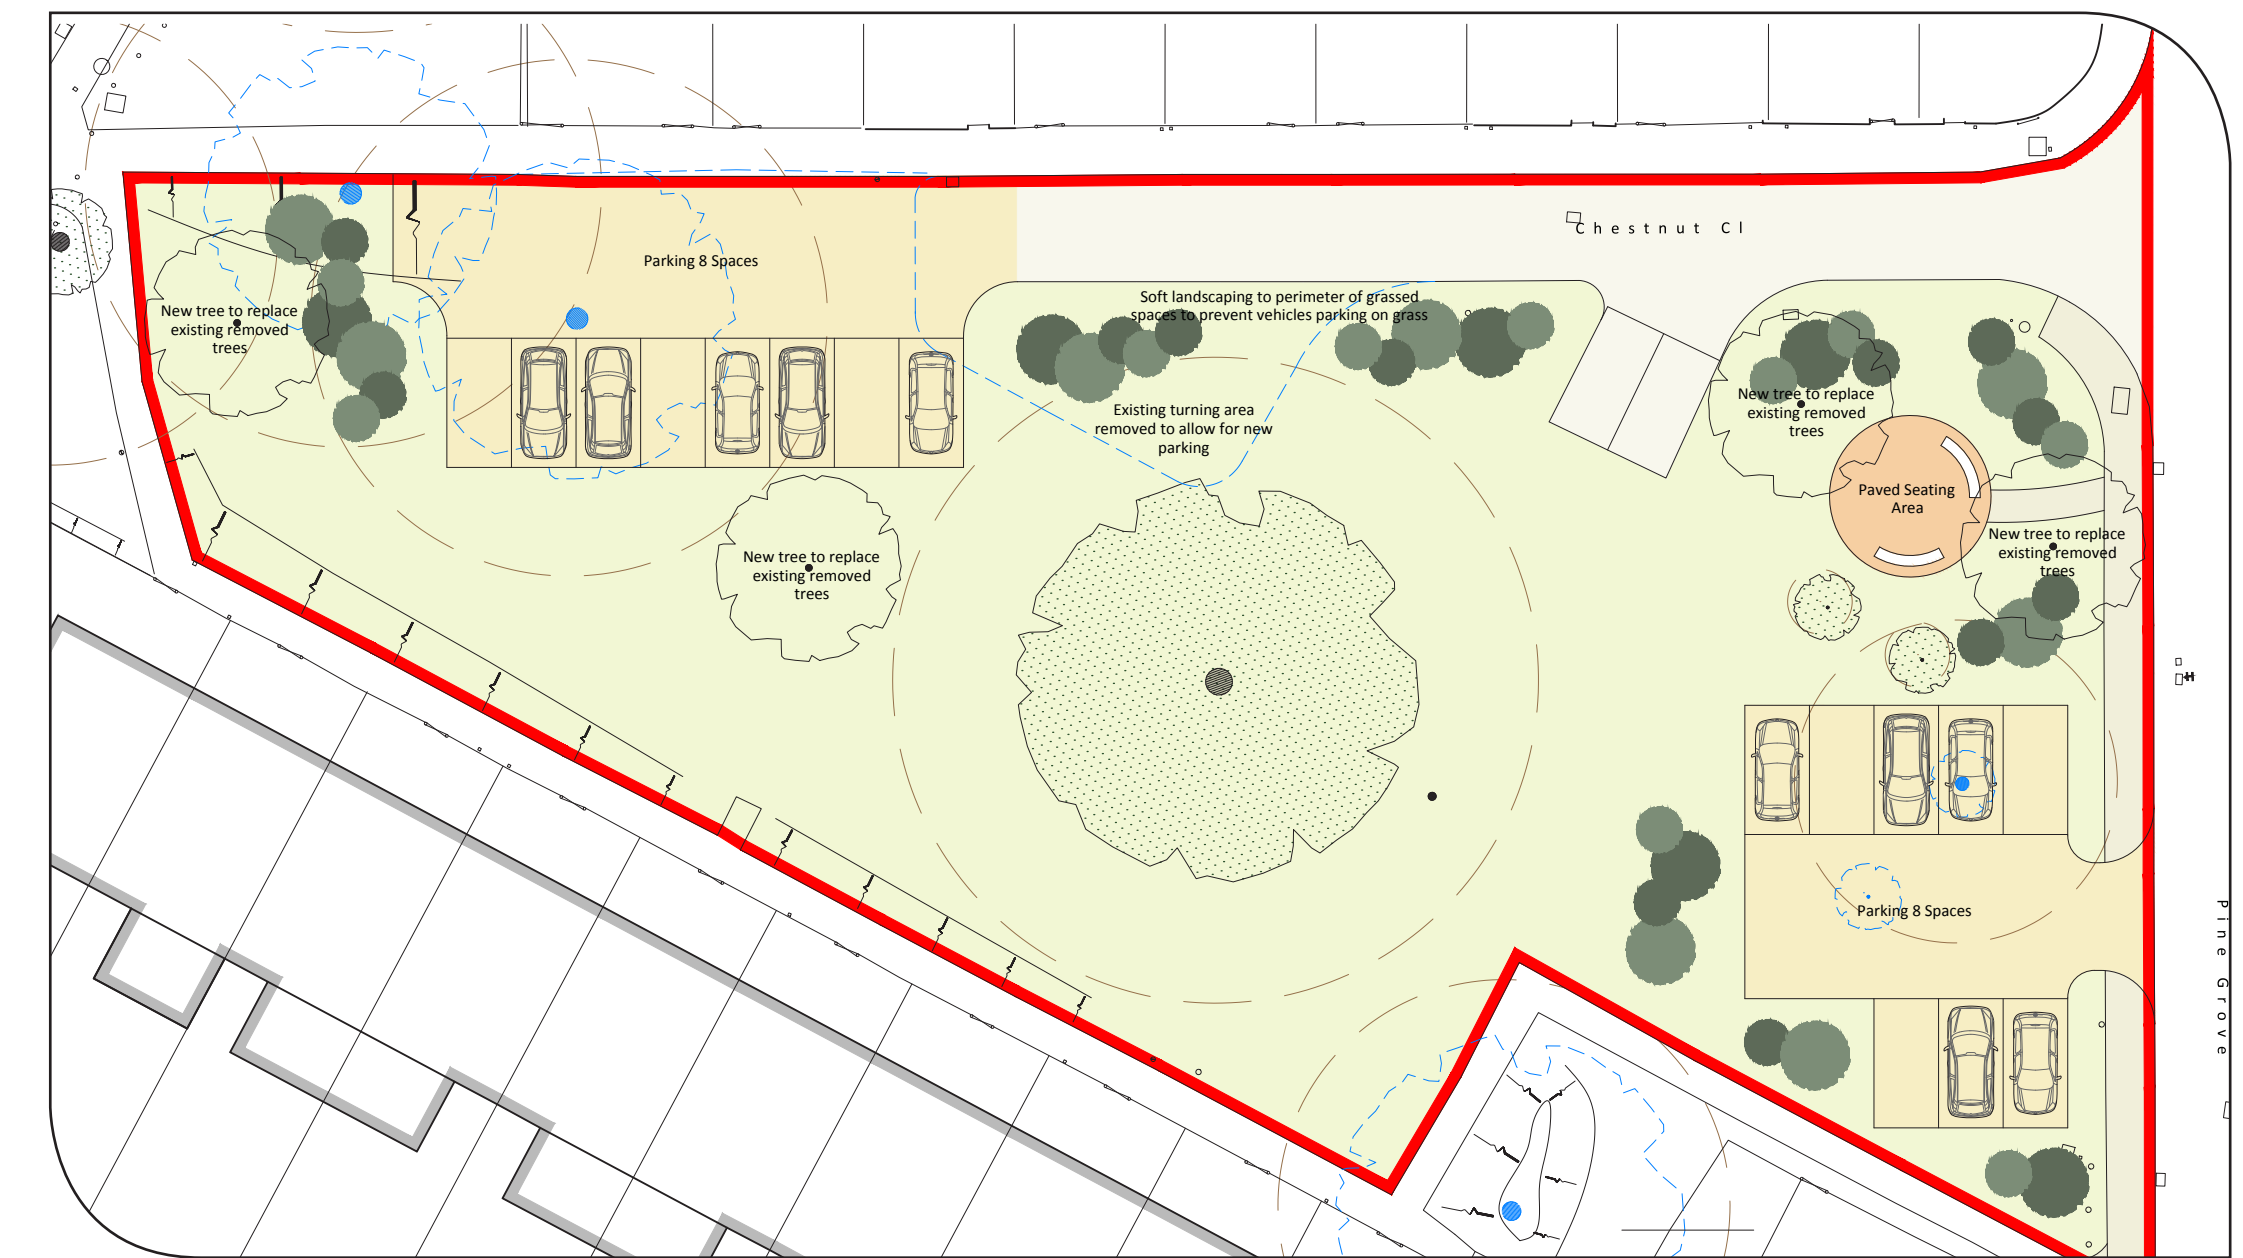 Chestnut Cl
Parking 8 Spaces
Soft landscaping to perimeter of grassed
spaces to prevent vehicles parking on grass
New tree to replace
existing removed
trees
Existing turning area
removed to allow for new
parking
New tree to replace
existing removed
trees
Paved Seating
Area
New tree to replace
existing removed
trees
New tree to replace
existing removed
trees
Parking 8 Spaces
Pine Grove